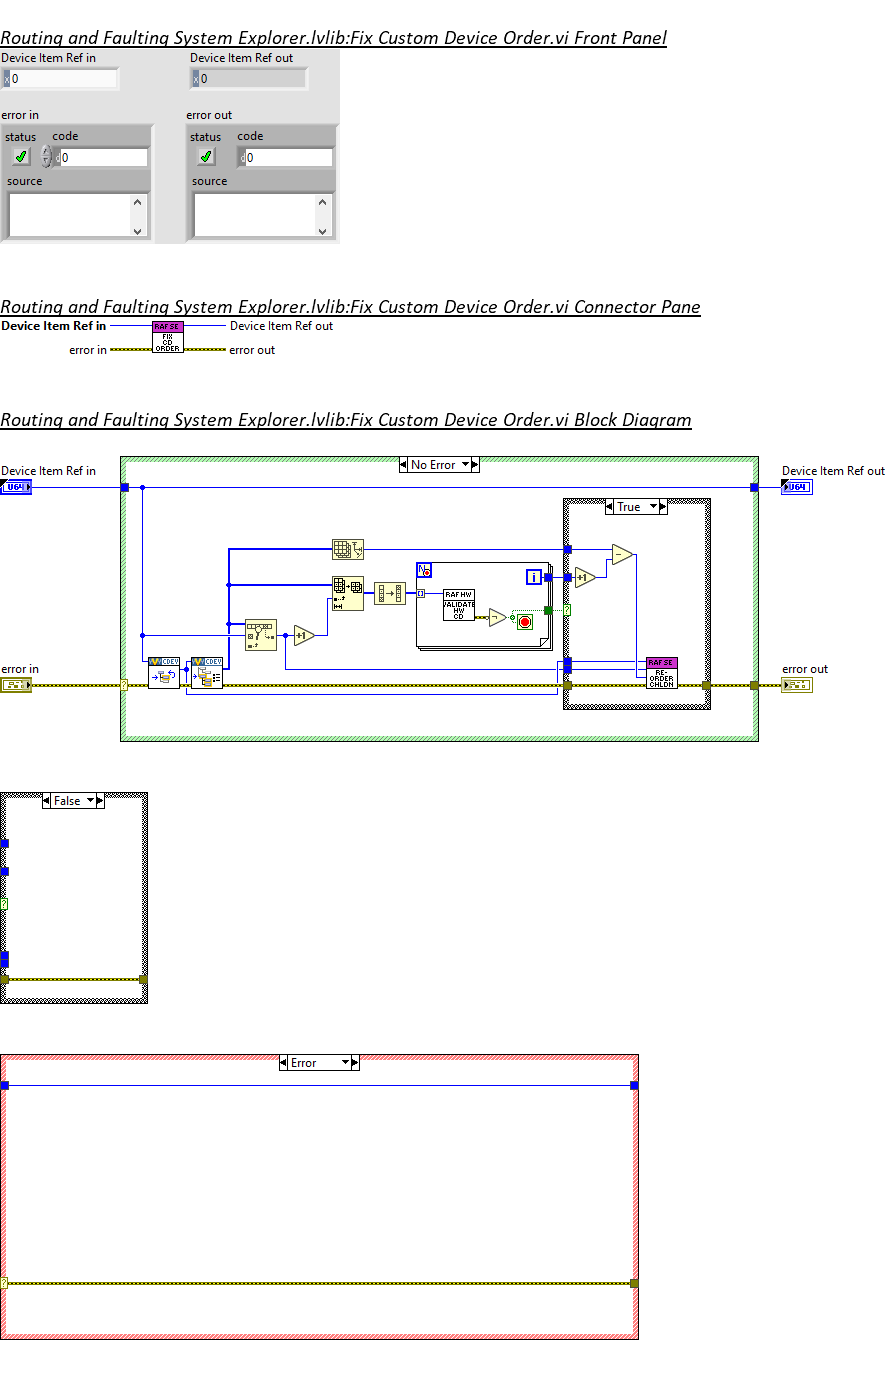 Routing and Faulting System Explorer.lvlib:Fix Custom Device Order.vi Front Panel
Device Item Ref in
Device Item Ref out
x 0
x 0
error in
error out
status code
status code
d 0
d 0
source
source
Routing and Faulting System Explorer.lvlib:Fix Custom Device Order.vi Connector Pane
Device Item Ref in
RAF SE
FIX
CD
ORDER
Device Item Ref out
error in
error out
Routing and Faulting System Explorer.lvlib:Fix Custom Device Order.vi Block Diagram
No Error
Device Item Ref in
Device Item Ref out
U64
U64
True
N
i
+1
RAF HW
VALIDATE
HW
CD
+1
CDEV
CDEV
RAF SE
RE-
ORDER
CHLDN
error in
error out
False
?
Error
?